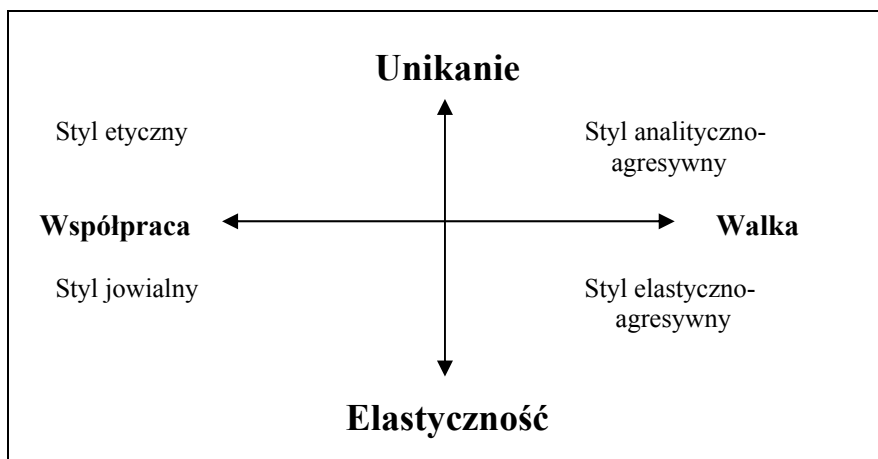 Unikanie
Styl etyczny
Styl analityczno-
agresywny
Współpraca
Walka
Styl jowialny
Styl elastyczno-
agresywny
Elastyczność